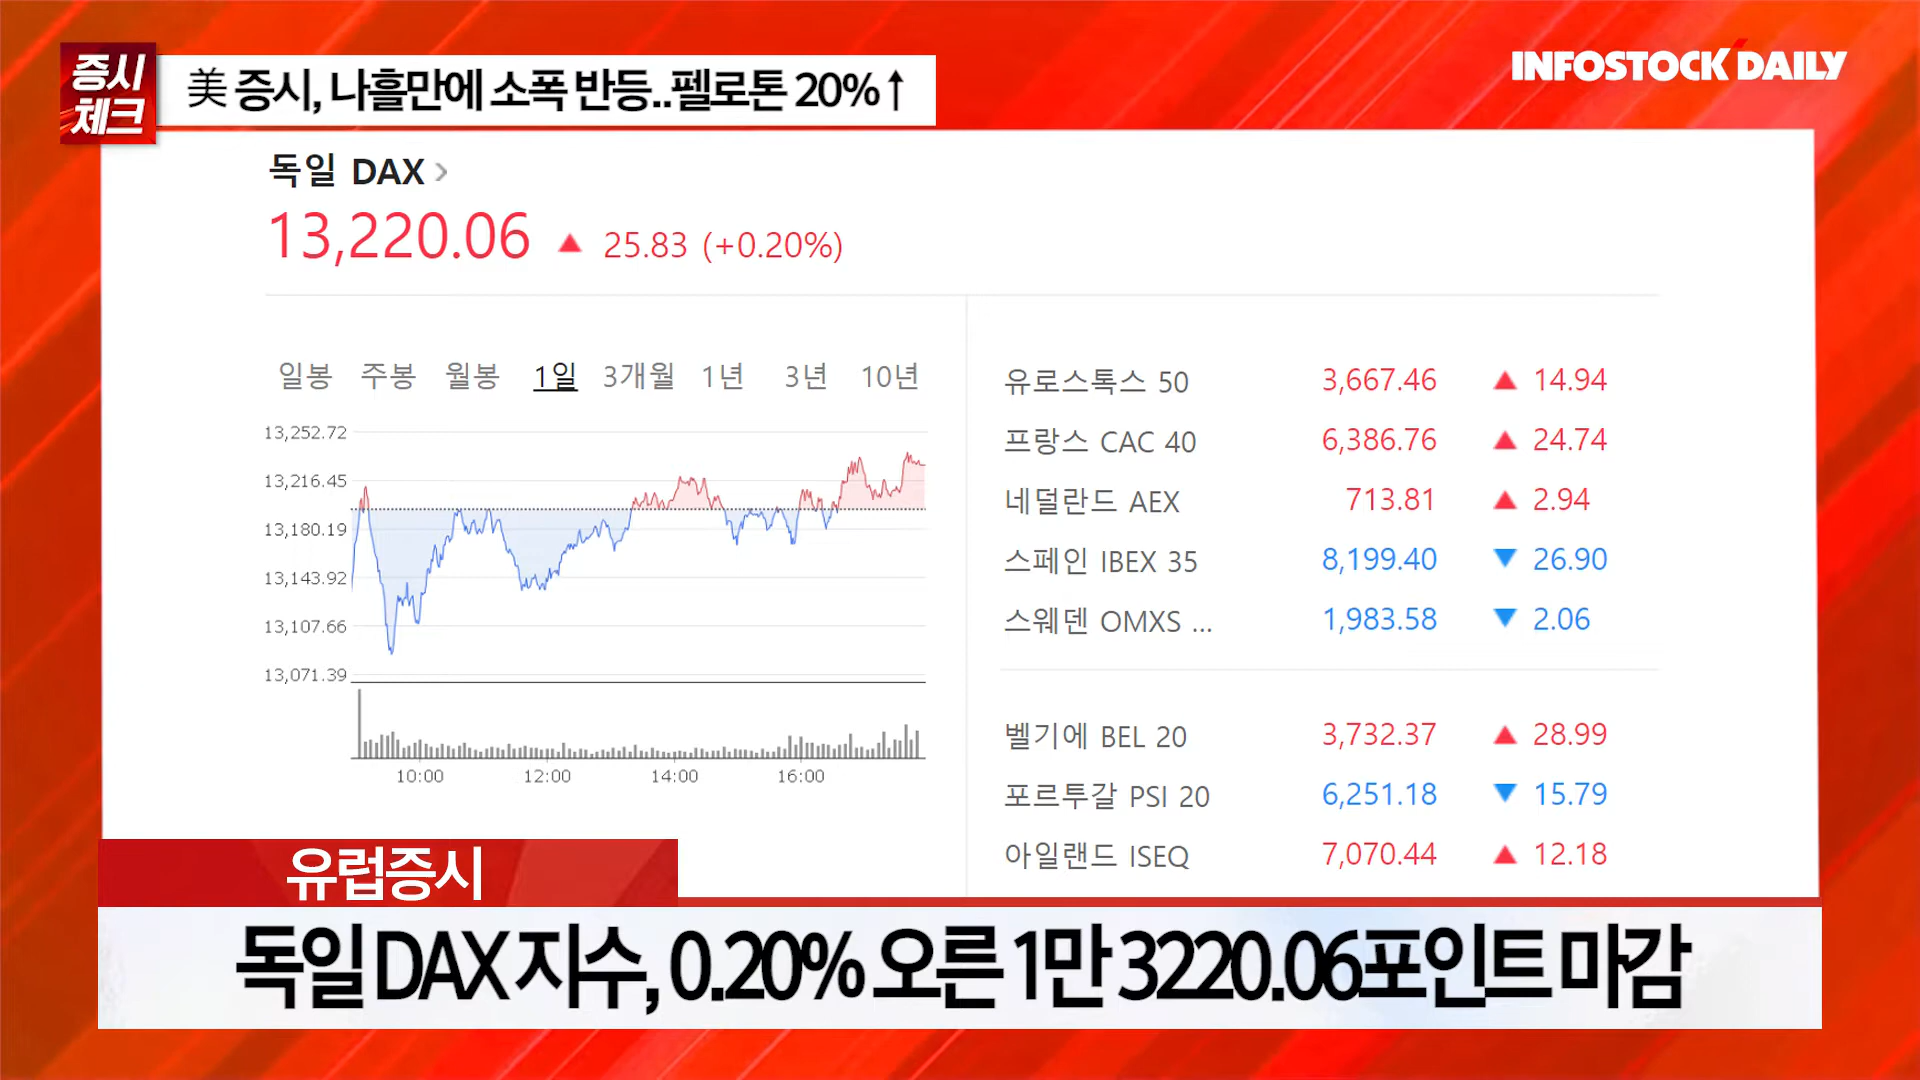 증시
체크
美 증시, 나흘만에 소폭 반등..펠로톤 20%↑
INFOSTOCK DAILY
독일 DAX >
13,220.06 ▲ 25.83 (+0.20%)
일봉 주봉 월봉 1일 3개월 1년 3년 10년
13,252.72
13,216.45
13,180.19
13,143.92
13,107.66
13,071.39
10:00 12:00 14:00 16:00
유로스톡스 50 3,667.46 ▲ 14.94
프랑스 CAC 40 6,386.76 ▲ 24.74
네덜란드 AEX 713.81 ▲ 2.94
스페인 IBEX 35 8,199.40 ▼ 26.90
스웨덴 OMXS ... 1,983.58 ▼ 2.06
벨기에 BEL 20 3,732.37 ▲ 28.99
포르투갈 PSI 20 6,251.18 ▼ 15.79
아일랜드 ISEQ 7,070.44 ▲ 12.18
유럽증시
독일 DAX 지수, 0.20% 오른 1만 3220.06포인트 마감